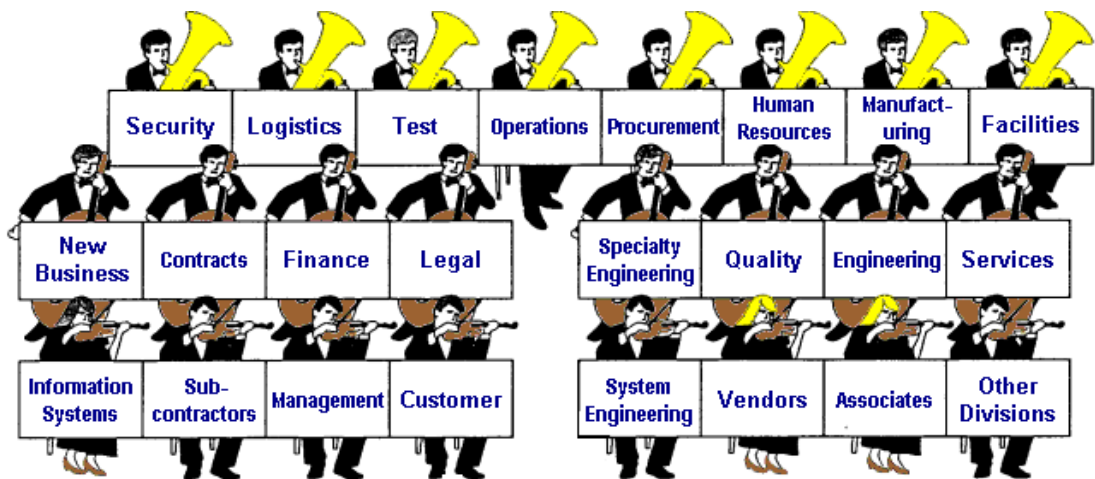 Security
Logistics
Test
Operations
Procurement
Human
Resources
Manufact-
uring
Facilities
New
Business
Contracts
Finance
Legal
Specialty
Engineering
Quality
Engineering
Services
Information
Systems
Sub-
contractors
Management
Customer
System
Engineering
Vendors
Associates
Other
Divisions